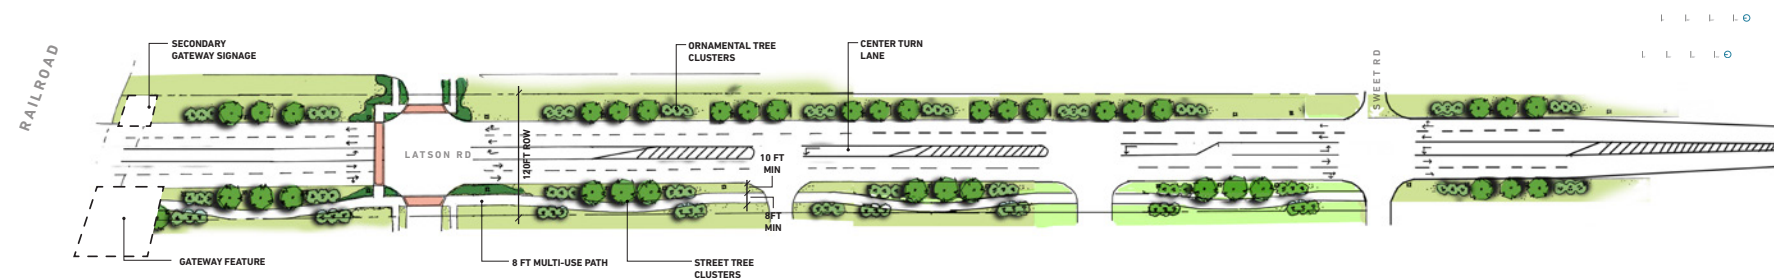 RAILROAD
SECONDARY
GATEWAY SIGNAGE
ORNAMENTAL TREE
CLUSTERS
CENTER TURN
LANE
SWEET RD
LATSON RD
120FT ROW
10 FT
MIN
8FT
MIN
GATEWAY FEATURE
8 FT MULTI-USE PATH
STREET TREE
CLUSTERS